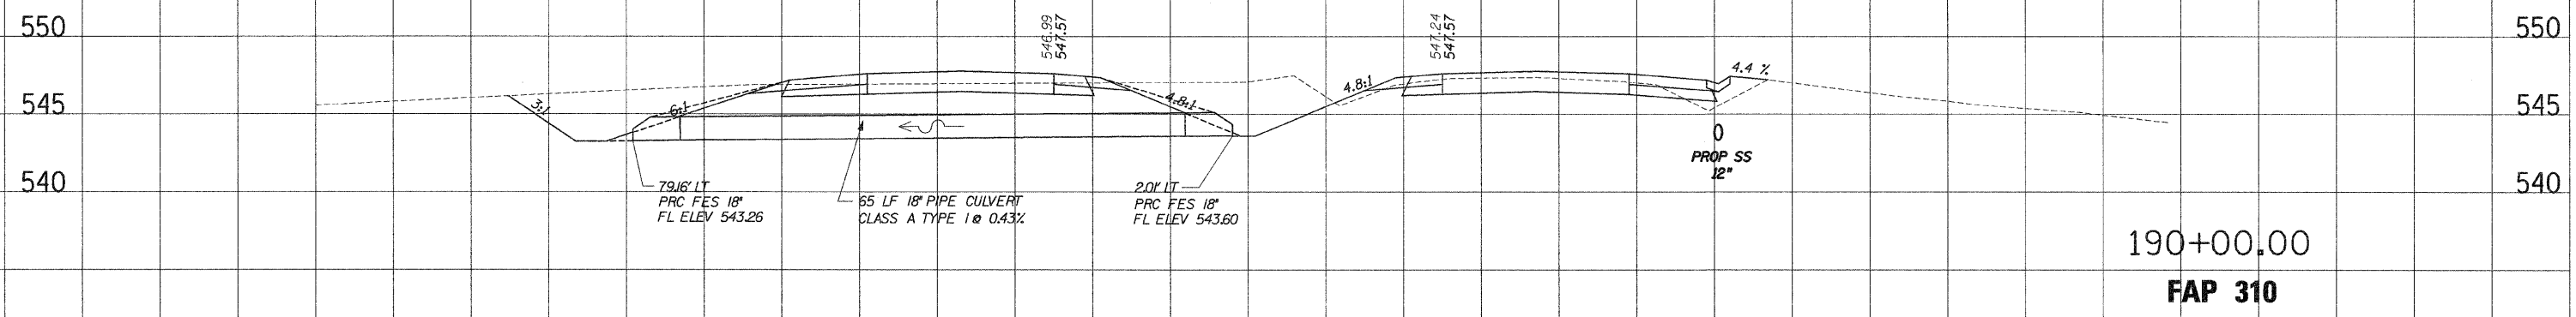 550
546.99
547.57
547.24
547.57
550
545
3:1
6:1
4.8:1
4.8:1
4.4 %
545
0
PROP SS
12"
540
79.16' LT
PRC FES 18"
FL ELEV 543.26
65 LF 18" PIPE CULVERT
CLASS A TYPE 1 @ 0.43%
2.01' LT
PRC FES 18"
FL ELEV 543.60
540
190+00.00
FAP 310